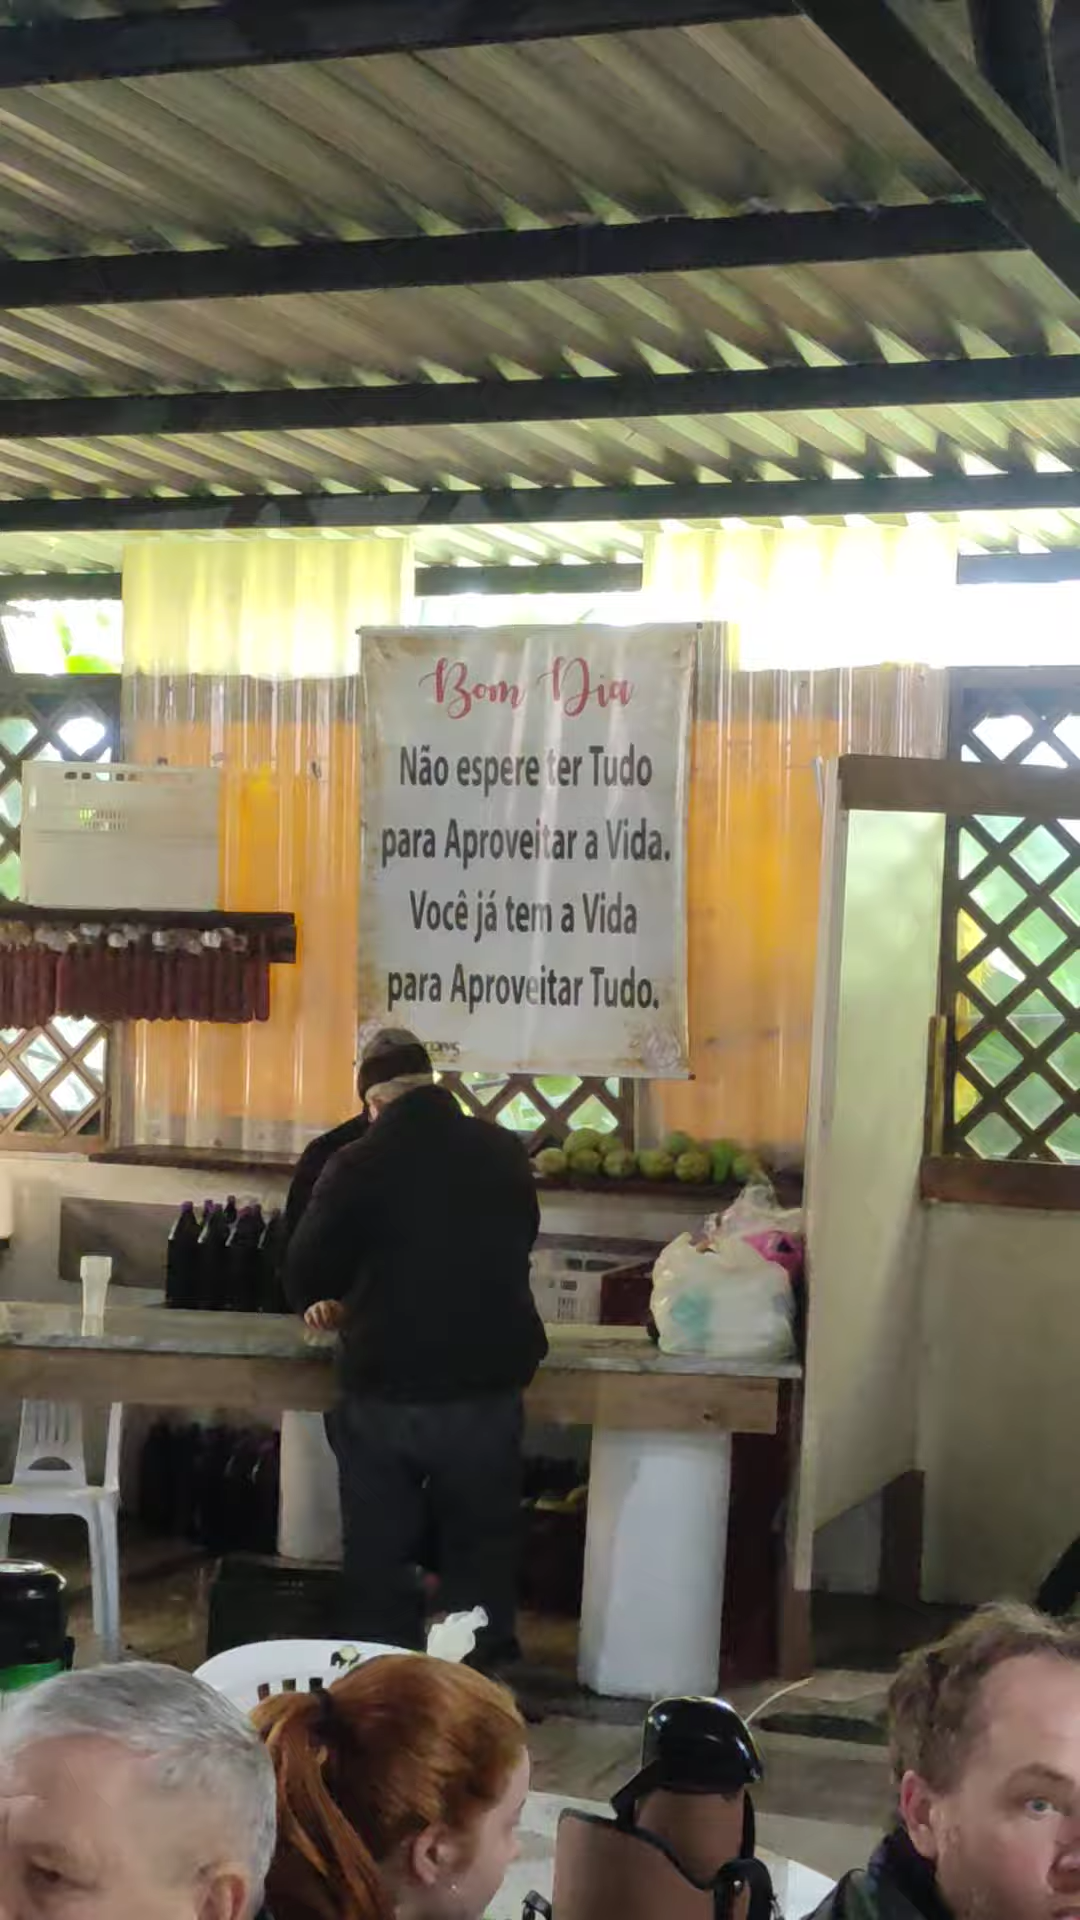 Bom Dia
Não espere ter Tudo
para Aproveitar a Vida.
Você já tem a Vida
para Aproveitar Tudo.